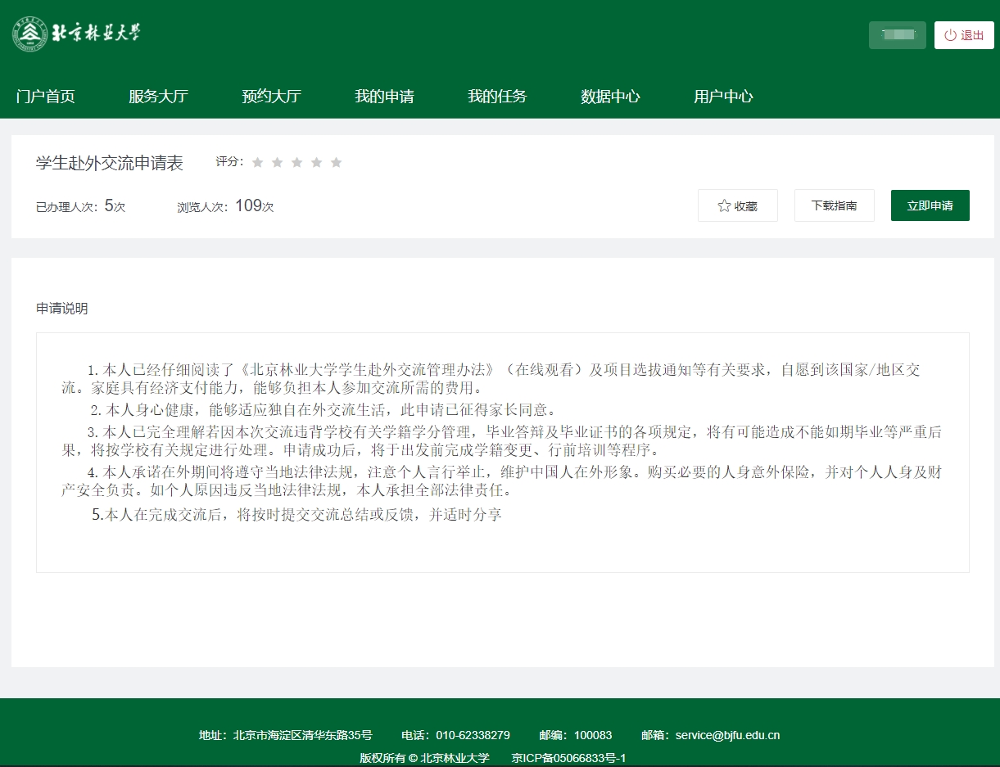 北京林业大学
退出
门户首页 服务大厅 预约大厅 我的申请 我的任务 数据中心 用户中心
学生赴外交流申请表 评分:
已办理人次: 5次 浏览人次: 109次 收藏 下载指南 立即申请
申请说明
1. 本人已经仔细阅读了《北京林业大学学生赴外交流管理办法》（在线观看）及项目选拔通知等有关要求，自愿到该国家/地区交
流。家庭具有经济支付能力，能够负担本人参加交流所需的费用。
2. 本人身心健康，能够适应独自在外交流生活，此申请已征得家长同意。
3. 本人已完全理解若因本次交流违背学校有关学籍学分管理，毕业答辩及毕业证书的各项规定，将有可能造成不能如期毕业等严重后
果，将按学校有关规定进行处理。申请成功后，将于出发前完成学籍变更、行前培训等程序。
4. 本人承诺在外期间将遵守当地法律法规，注意个人言行举止，维护中国人在外形象。购买必要的人身意外保险，并对个人人身及财
产安全负责。如个人原因违反当地法律法规，本人承担全部法律责任。
5.本人在完成交流后，将按时提交交流总结或反馈，并适时分享
地址：北京市海淀区清华东路35号 电话：010-62338279 邮编：100083 邮箱：service@bjfu.edu.cn
版权所有 © 北京林业大学 京ICP备05066833号-1